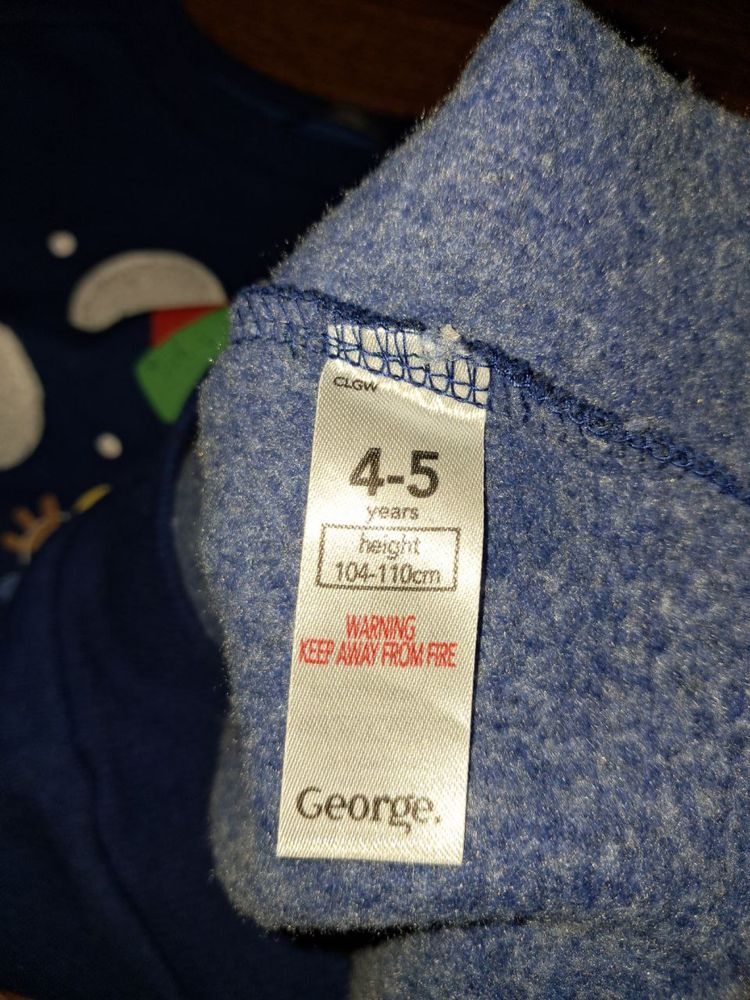 CLGW
4-5
years
height
104-110cm
WARNING
KEEP AWAY FROM FIRE
George.